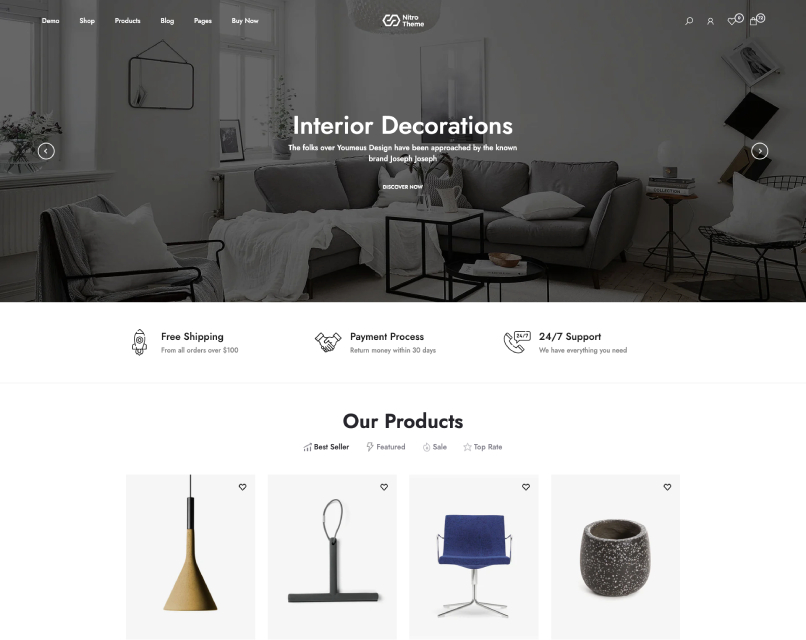 Demo Shop Products Blog Pages Buy Now
Nitro
Theme
0
72
Interior Decorations
The folks over Youmeus Design have been approached by the known
brand Joseph Joseph
DISCOVER NOW
COLLECTION
Free Shipping
From all orders over $100
Payment Process
Return money within 30 days
24/7
24/7 Support
We have everything you need
Our Products
Best Seller Featured Sale Top Rate